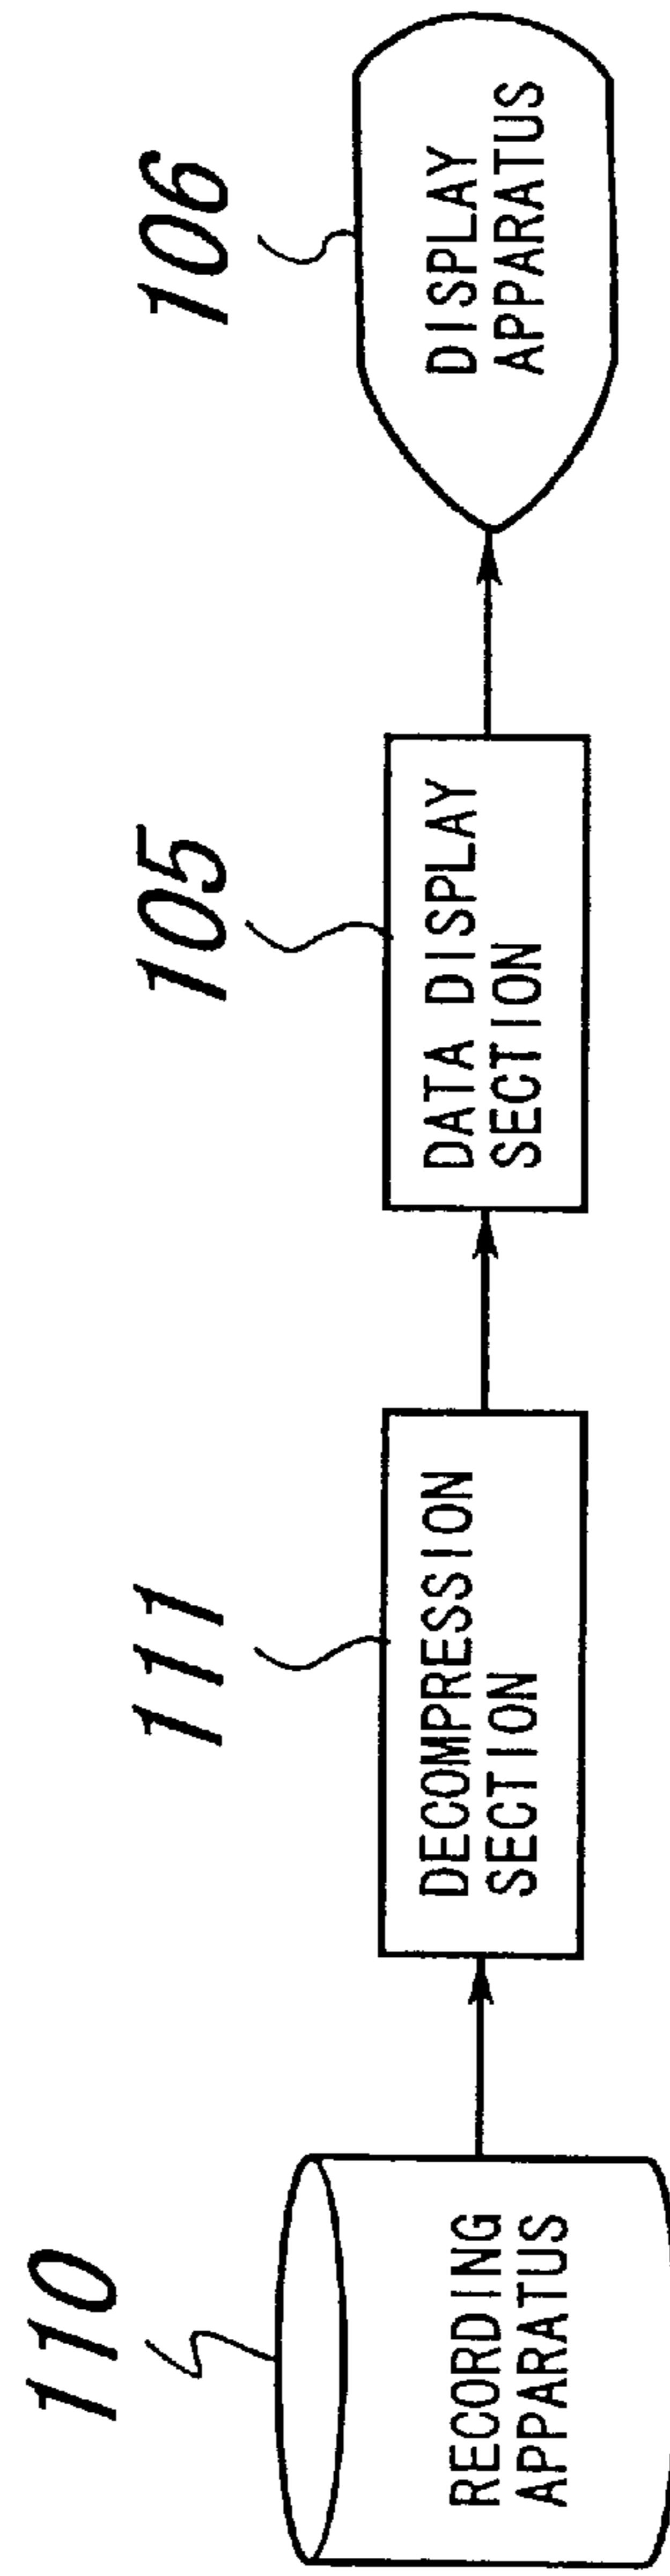 110
RECORDING
APPARATUS
111
DECOMPRESSION
SECTION
105
DATA DISPLAY
SECTION
106
DISPLAY
APPARATUS